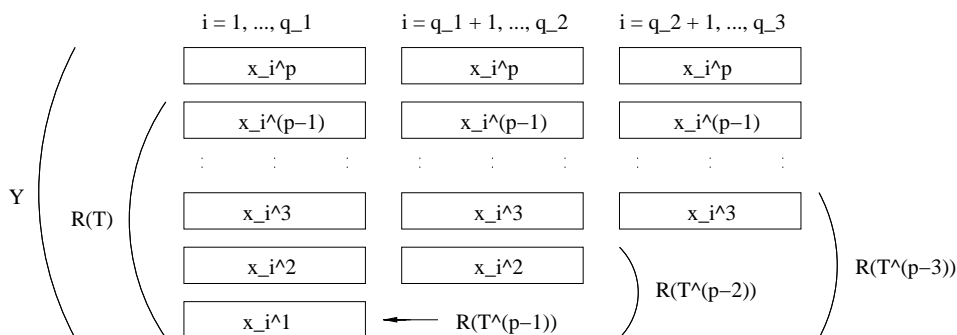 i = 1, ..., q_1 i = q_1 + 1, ..., q_2 i = q_2 + 1, ..., q_3
x_i^p x_i^p x_i^p
x_i^(p−1) x_i^(p−1) x_i^(p−1)
: : : : : : : : :
Y
R(T)
x_i^3 x_i^3 x_i^3
x_i^2 x_i^2
R(T^(p−3))
R(T^(p−2))
x_i^1 R(T^(p−1))